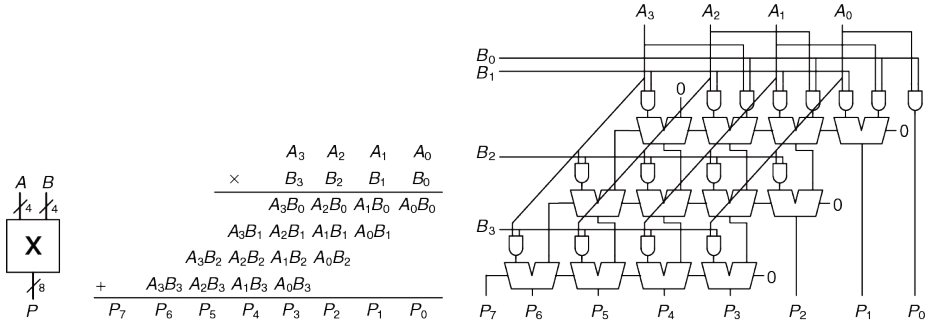 A B
4 4
X
8
P
A3 A2 A1 A0
× B3 B2 B1 B0
A3B0 A2B0 A1B0 A0B0
A3B1 A2B1 A1B1 A0B1
A3B2 A2B2 A1B2 A0B2
+ A3B3 A2B3 A1B3 A0B3
P7 P6 P5 P4 P3 P2 P1 P0
A3 A2 A1 A0
B0
B1
0
0
B2
0
B3
0
P7 P6 P5 P4 P3 P2 P1 P0